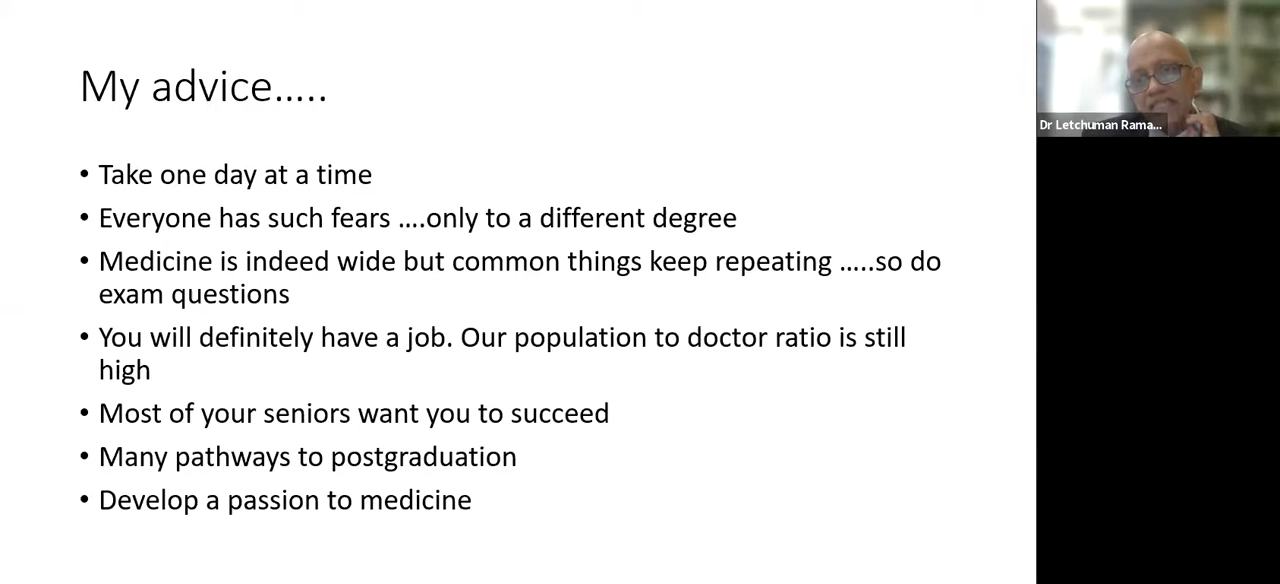 My advice.....
• Take one day at a time
• Everyone has such fears ....only to a different degree
• Medicine is indeed wide but common things keep repeating .....so do
exam questions
• You will definitely have a job. Our population to doctor ratio is still
high
• Most of your seniors want you to succeed
• Many pathways to postgraduation
• Develop a passion to medicine
Dr Letchuman Rama...